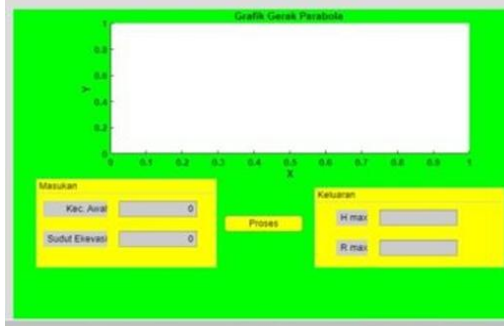 Grafik Gerak Parabola
1
0.8
0.6
0.4
0.2
0
Y
0 0.1 0.2 0.3 0.4 0.5 0.6 0.7 0.8 0.9 1
X
Masukan
Kec. Awal 0
Sudut Ekevasi 0
Proses
Keluaran
H max
R max